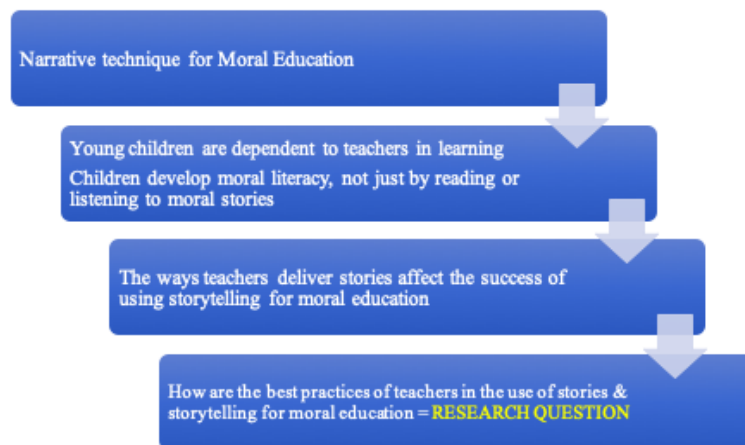 Narrative technique for Moral Education
Young children are dependent to teachers in learning
Children develop moral literacy, not just by reading or
listening to moral stories
The ways teachers deliver stories affect the success of
using storytelling for moral education
How are the best practices of teachers in the use of stories &
storytelling for moral education = RESEARCH QUESTION